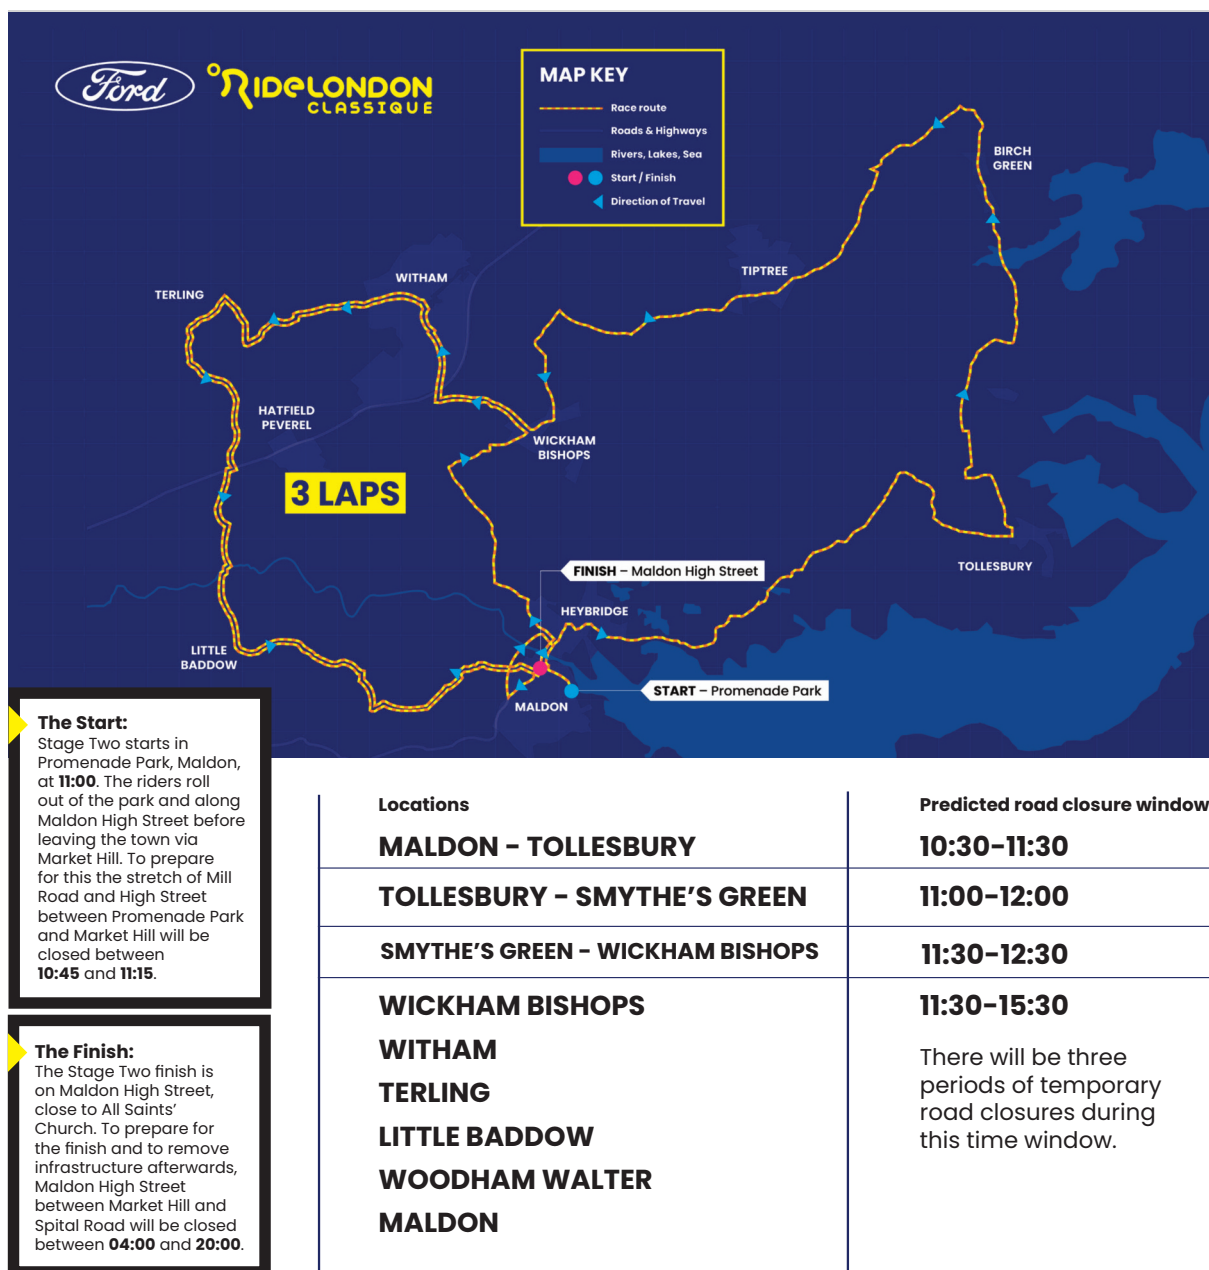 Ford
RIDELONDON
CLASSIQUE
MAP KEY
Race route
Roads & Highways
Rivers, Lakes, Sea
Start / Finish
Direction of Travel
BIRCH
GREEN
TIPTREE
WITHAM
TERLING
HATFIELD
PEVEREL
WICKHAM
BISHOPS
3 LAPS
FINISH – Maldon High Street
TOLLESBURY
HEYBRIDGE
LITTLE
BADDOW
START – Promenade Park
MALDON
The Start:
Stage Two starts in
Promenade Park, Maldon,
at 11:00. The riders roll
out of the park and along
Maldon High Street before
leaving the town via
Market Hill. To prepare
for this the stretch of Mill
Road and High Street
between Promenade Park
and Market Hill will be
closed between
10:45 and 11:15.
The Finish:
The Stage Two finish is
on Maldon High Street,
close to All Saints’
Church. To prepare for
the finish and to remove
infrastructure afterwards,
Maldon High Street
between Market Hill and
Spital Road will be closed
between 04:00 and 20:00.
Locations
Predicted road closure window
MALDON – TOLLESBURY
10:30-11:30
TOLLESBURY – SMYTHE’S GREEN
11:00-12:00
SMYTHE’S GREEN – WICKHAM BISHOPS
11:30-12:30
WICKHAM BISHOPS
11:30-15:30
WITHAM
TERLING
LITTLE BADDOW
WOODHAM WALTER
MALDON
There will be three
periods of temporary
road closures during
this time window.